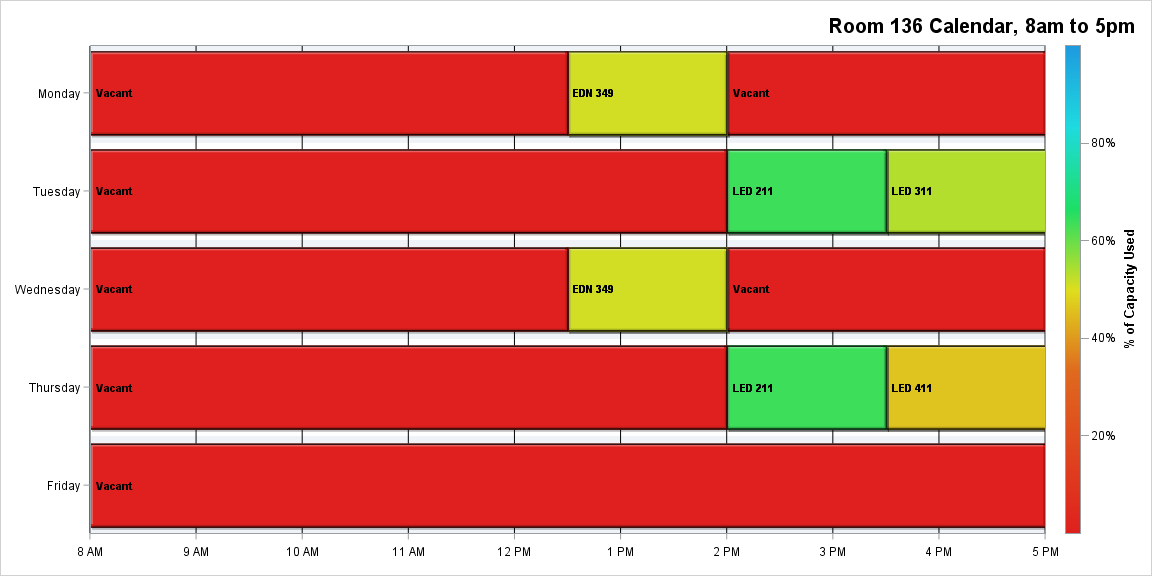 Room 136 Calendar, 8am to 5pm
Monday Vacant EDN 349 Vacant
80%
Tuesday Vacant LED 211 LED 311
60%
% of Capacity Used
Wednesday Vacant EDN 349 Vacant
40%
Thursday Vacant LED 211 LED 411
20%
Friday Vacant
8 AM 9 AM 10 AM 11 AM 12 PM 1 PM 2 PM 3 PM 4 PM 5 PM